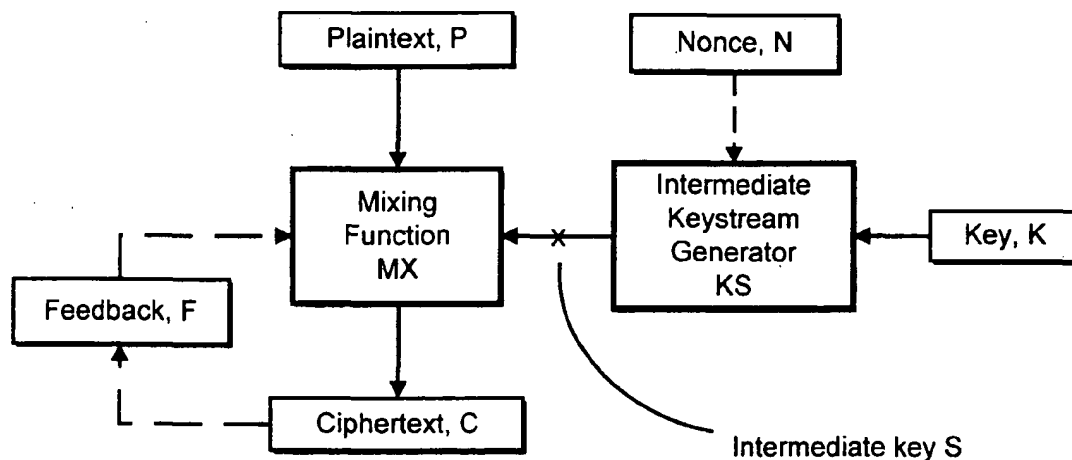 Plaintext, P
Nonce, N
Mixing
Function
MX
Intermediate
Keystream
Generator
KS
Key, K
Feedback, F
Ciphertext, C
Intermediate key S